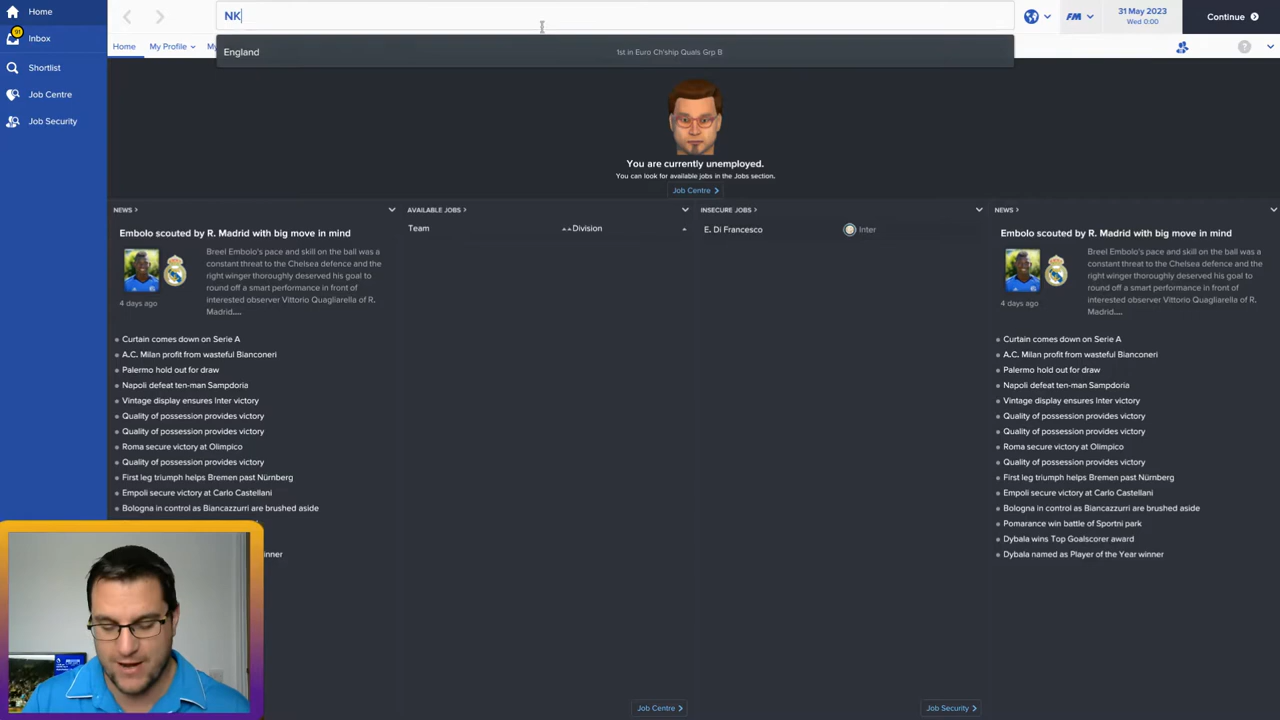 Home
NK
31 May 2023
Wed 0:00
FM
Continue
91
Inbox
Shortlist
Job Centre
Job Security
Home
My Profile
My
England
1st in Euro Ch'ship Quals Grp B
?
You are currently unemployed.
You can look for available jobs in the Jobs section.
Job Centre >
NEWS >
Embolo scouted by R. Madrid with big move in mind
Breel Embolo's pace and skill on the ball was a
constant threat to the Chelsea defence and the
right winger thoroughly deserved his goal to
round off a smart performance in front of
interested observer Vittorio Quagliarella of R.
Madrid....
4 days ago
Curtain comes down on Serie A
A.C. Milan profit from wasteful Bianconeri
Palermo hold out for draw
Napoli defeat ten-man Sampdoria
Vintage display ensures Inter victory
Quality of possession provides victory
Quality of possession provides victory
Roma secure victory at Olimpico
Quality of possession provides victory
First leg triumph helps Bremen past Nürnberg
Empoli secure victory at Carlo Castellani
Bologna in control as Biancazzurri are brushed aside
inner
AVAILABLE JOBS >
Team
Division
Job Centre >
INSECURE JOBS >
E. Di Francesco
Inter
Job Security >
NEWS >
Embolo scouted by R. Madrid with big move in mind
Breel Embolo's pace and skill on the ball was a
constant threat to the Chelsea defence and the
right winger thoroughly deserved his goal to
round off a smart performance in front of
interested observer Vittorio Quagliarella of R.
Madrid....
4 days ago
Curtain comes down on Serie A
A.C. Milan profit from wasteful Bianconeri
Palermo hold out for draw
Napoli defeat ten-man Sampdoria
Vintage display ensures Inter victory
Quality of possession provides victory
Quality of possession provides victory
Roma secure victory at Olimpico
Quality of possession provides victory
First leg triumph helps Bremen past Nürnberg
Empoli secure victory at Carlo Castellani
Bologna in control as Biancazzurri are brushed aside
Pomarance win battle of Sportni park
Dybala wins Top Goalscorer award
Dybala named as Player of the Year winner